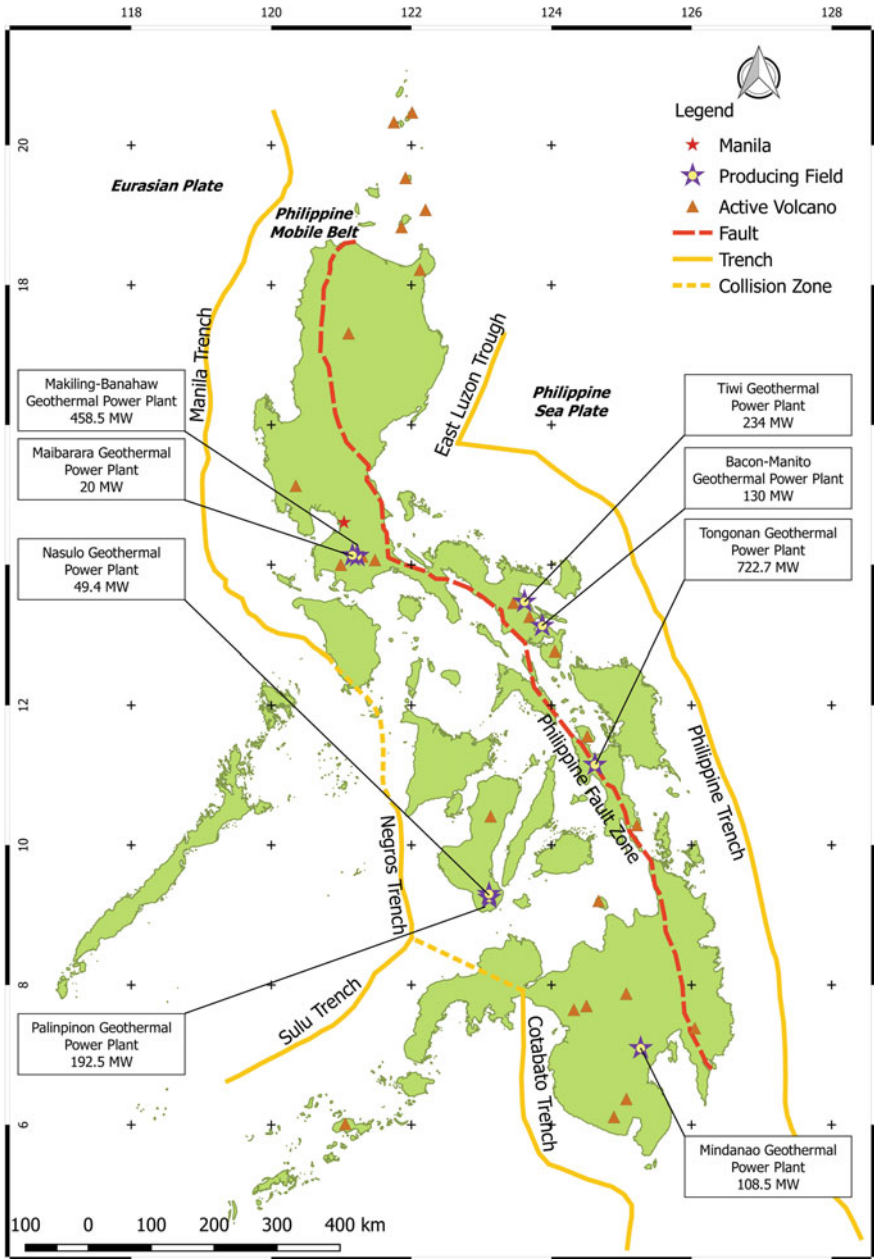 118
120
122
124
126
128
20
18
12
10
8
6
Legend
Manila
Producing Field
Active Volcano
Fault
Trench
Collision Zone
Eurasian Plate
Philippine
Mobile Belt
Manila Trench
East Luzon Trough
Philippine
Sea Plate
Makiling-Banahaw
Geothermal Power Plant
458.5 MW
Maibarara Geothermal
Power Plant
20 MW
Nasulo Geothermal
Power Plant
49.4 MW
Tiwi Geothermal
Power Plant
234 MW
Bacon-Manito
Geothermal Power Plant
130 MW
Tongonan Geothermal
Power Plant
722.7 MW
Philippine Fault Zone
Philippine Trench
Negros Trench
Sulu Trench
Cotabato Trench
Palinpinon Geothermal
Power Plant
192.5 MW
Mindanao Geothermal
Power Plant
108.5 MW
100 0 100 200 300 400 km